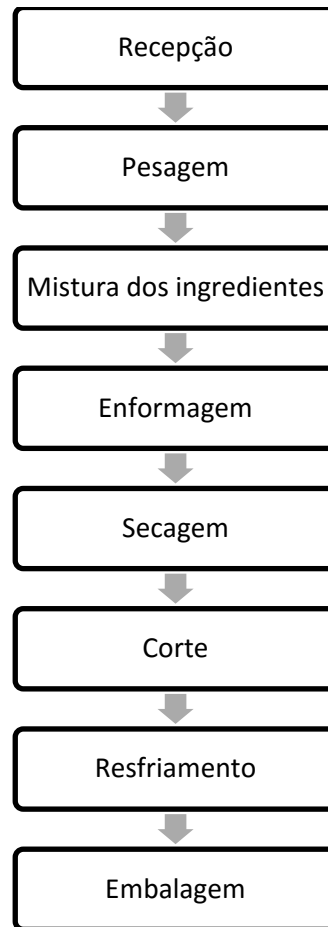 Recepção
Pesagem
Mistura dos ingredientes
Enformagem
Secagem
Corte
Resfriamento
Embalagem